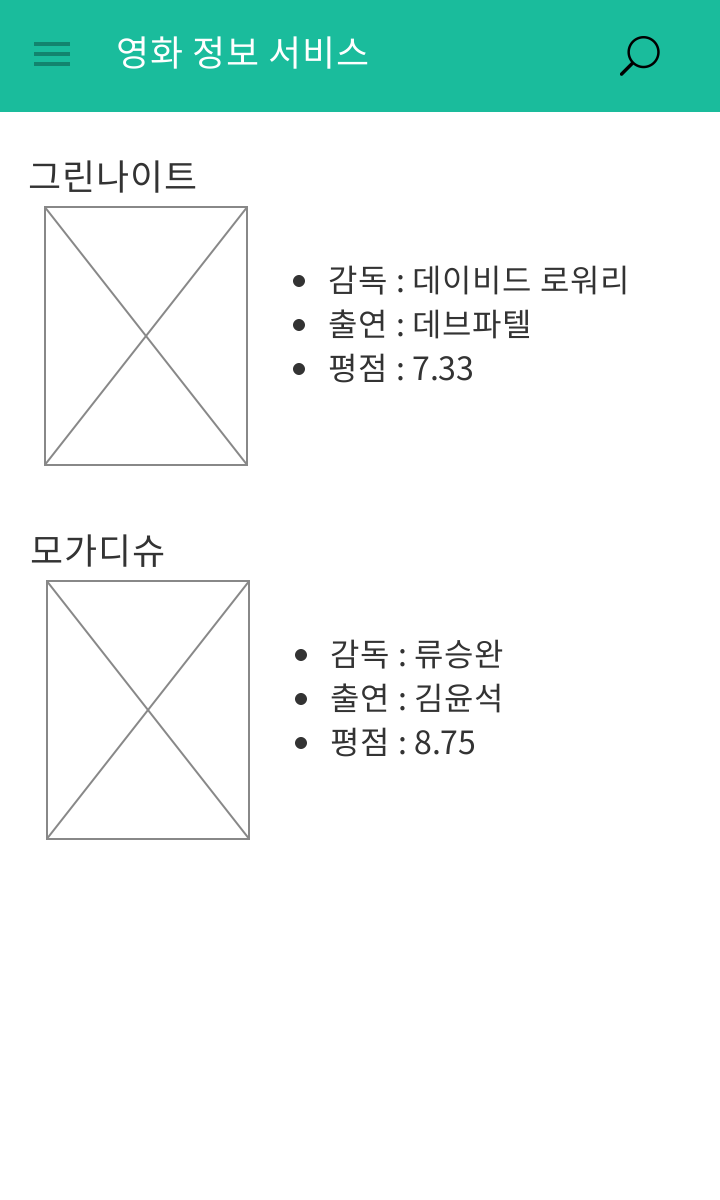 영화 정보 서비스
그린나이트
• 감독 : 데이비드 로워리
• 출연 : 데브파텔
• 평점 : 7.33
모가디슈
• 감독 : 류승완
• 출연 : 김윤석
• 평점 : 8.75